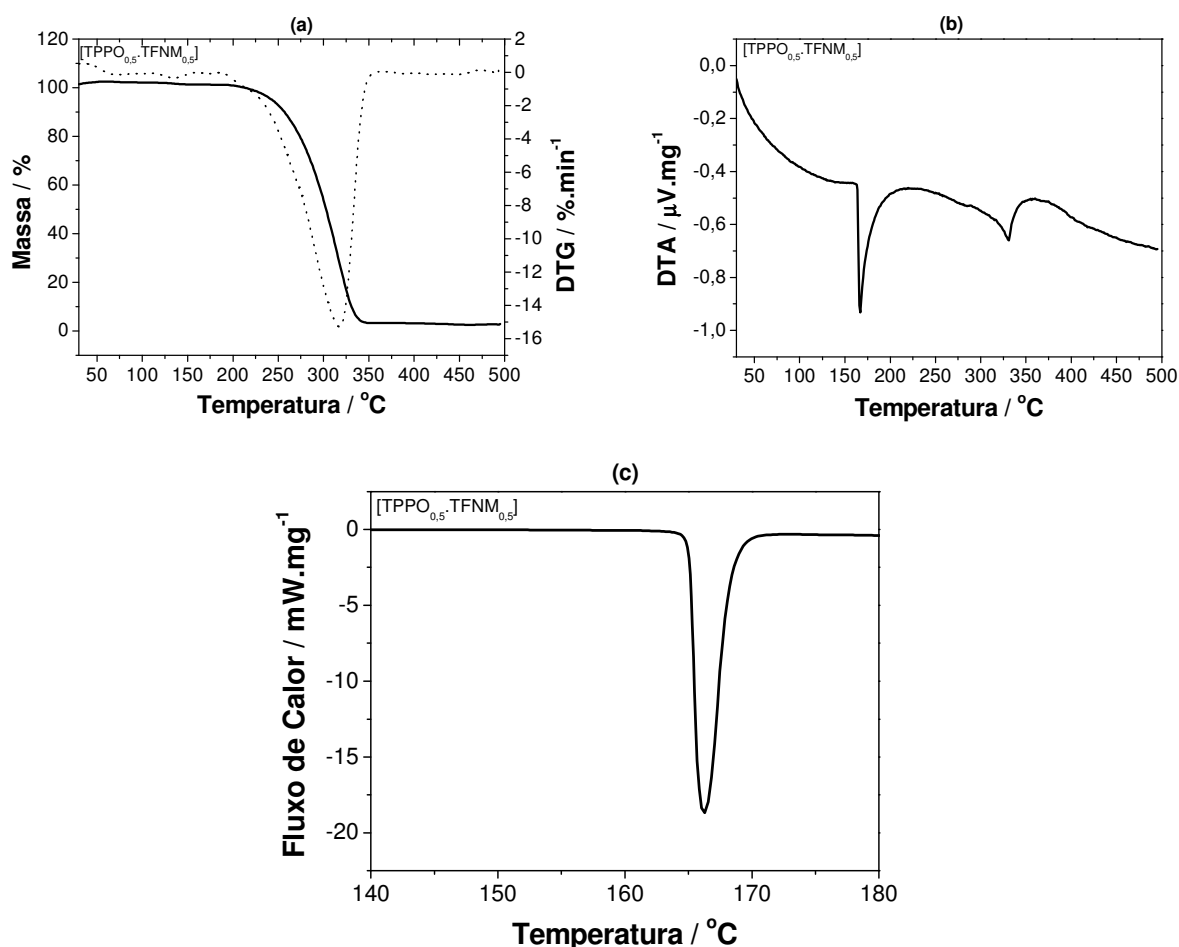 (a)
[TPPO0,5.TFNM0,5]
120
100
80
60
40
20
0
Massa / %
2
0
-2
-4
-6
-8
-10
-12
-14
-16
DTG / %.min-1
50 100 150 200 250 300 350 400 450 500
Temperatura / oC
(b)
[TPPO0,5.TFNM0,5]
0,0
-0,2
-0,4
-0,6
-0,8
-1,0
DTA / μV.mg-1
50 100 150 200 250 300 350 400 450 500
Temperatura / oC
(c)
[TPPO0,5.TFNM0,5]
0
-5
-10
-15
-20
Fluxo de Calor / mW.mg-1
140 150 160 170 180
Temperatura / oC